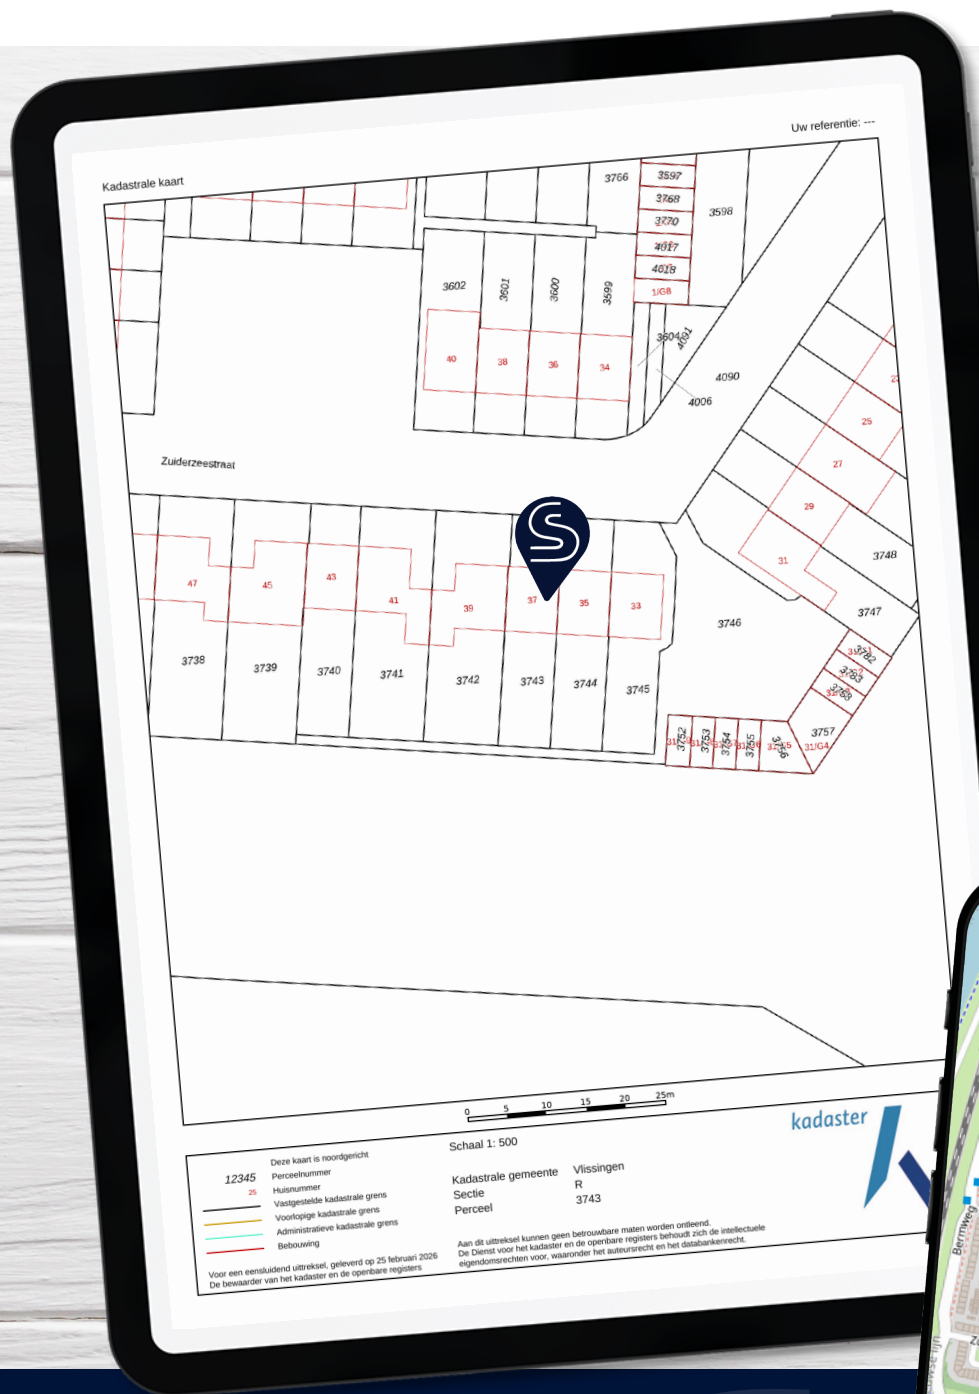 Uw referentie: ---
Kadastrale kaart
3766
3597
3768
3770
4017
4018
1/G8
3598
3602
3601
3600
3599
3604
4091
4090
4006
40
38
36
34
Zuiderzeestraat
25
27
29
31
3748
3747
3746
47
45
43
41
39
37
35
33
3738
3739
3740
3741
3742
3743
3744
3745
3782
3783
3758
3757
31/G4
3752
3753
3754
3755
3756
0 5 10 15 20 25m
Schaal 1: 500
kadaster
Deze kaart is noordgericht
12345 Perceelnummer
25 Huisnummer
Vastgestelde kadastrale grens
Voorlopige kadastrale grens
Administratieve kadastrale grens
Bebouwing
Kadastrale gemeente Vlissingen
Sectie R
Perceel 3743
Voor een eensluidend uittreksel, geleverd op 25 februari 2026
De bewaarder van het kadaster en de openbare registers
Aan dit uittreksel kunnen geen betrouwbare maten worden ontleend.
De Dienst voor het kadaster en de openbare registers behoudt zich de intellectuele
eigendomsrechten voor, waaronder het auteursrecht en het databankenrecht.
Bermweg